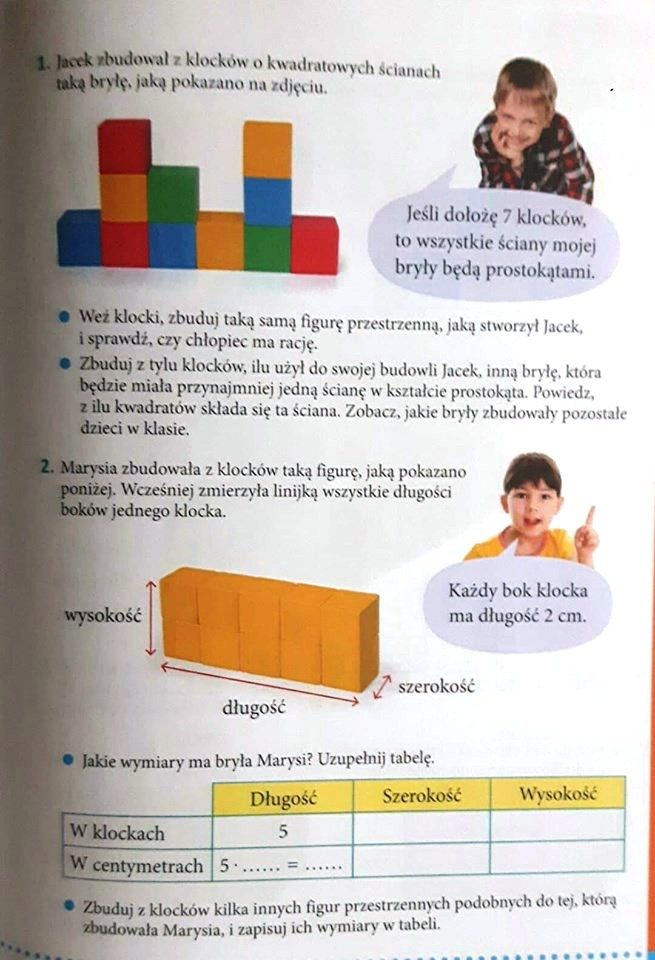 1. Jacek zbudował z klocków o kwadratowych ścianach
taką bryłę, jaką pokazano na zdjęciu.
Jeśli dołożę 7 klocków,
to wszystkie ściany mojej
bryły będą prostokątami.
Weź klocki, zbuduj taką samą figurę przestrzenną, jaką stworzył Jacek,
i sprawdź, czy chłopiec ma rację.
Zbuduj z tylu klocków, ilu użył do swojej budowli Jacek, inną bryłę, która
będzie miała przynajmniej jedną ścianę w kształcie prostokąta. Powiedz,
z ilu kwadratów składa się ta ściana. Zobacz, jakie bryły zbudowały pozostałe
dzieci w klasie.
2. Marysia zbudowała z klocków taką figurę, jaką pokazano
poniżej. Wcześniej zmierzyła linijką wszystkie długości
boków jednego klocka.
Każdy bok klocka
ma długość 2 cm.
wysokość
szerokość
długość
Jakie wymiary ma bryła Marysi? Uzupełnij tabelę.
Długość Szerokość Wysokość
W klockach 5
W centymetrach 5 · ...... = ......
Zbuduj z klocków kilka innych figur przestrzennych podobnych do tej, którą
zbudowała Marysia, i zapisuj ich wymiary w tabeli.